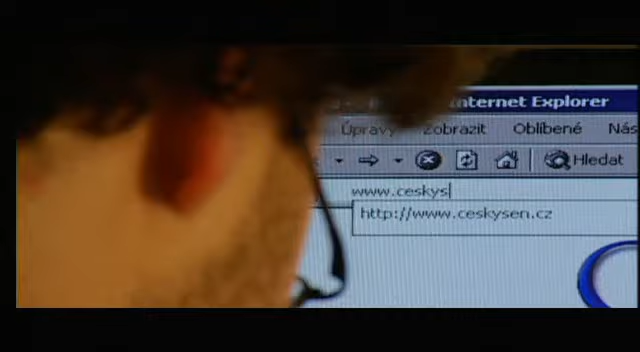 Internet Explorer
Úpravy Zobrazit Oblíbené Nás
Hledat
www.ceskys
http://www.ceskysen.cz